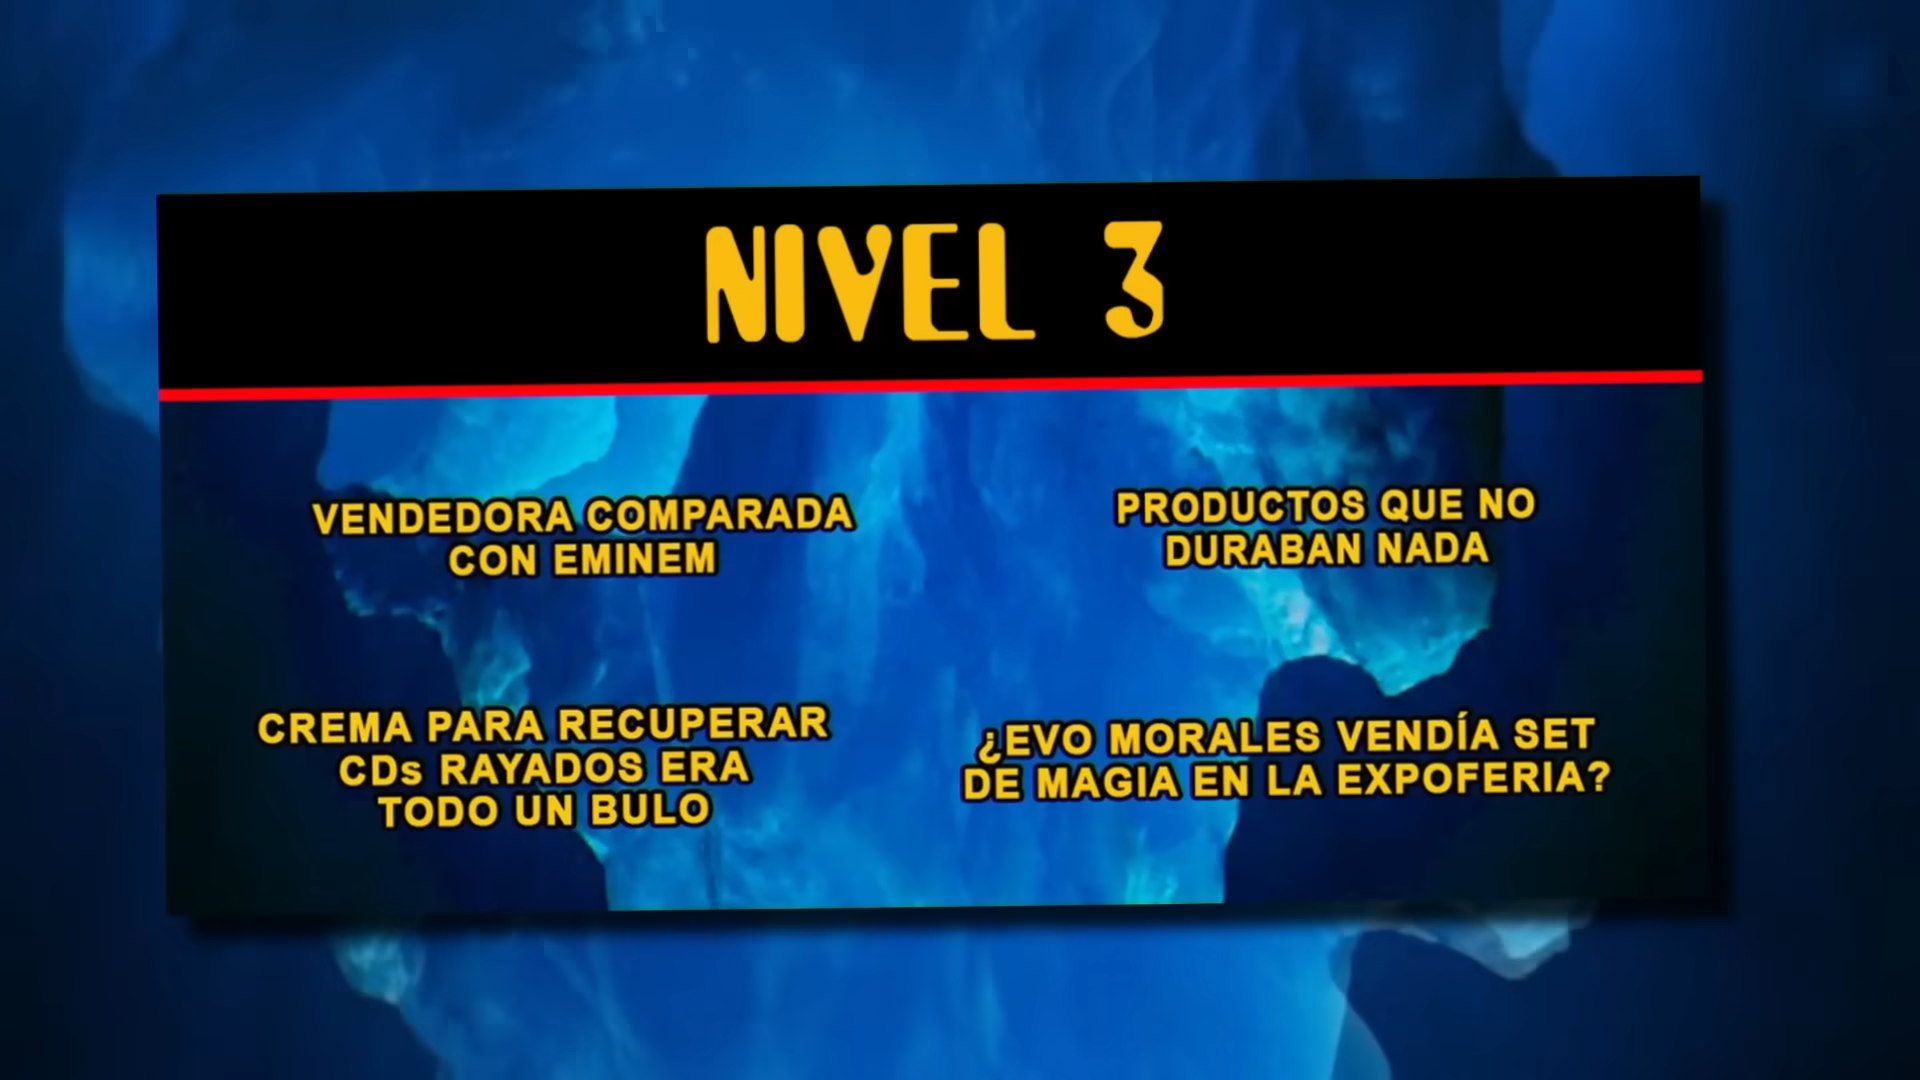 NIVEL 3
VENDEDORA COMPARADA
CON EMINEM
PRODUCTOS QUE NO
DURABAN NADA
CREMA PARA RECUPERAR
CDs RAYADOS ERA
TODO UN BULO
¿EVO MORALES VENDÍA SET
DE MAGIA EN LA EXPOFERIA?